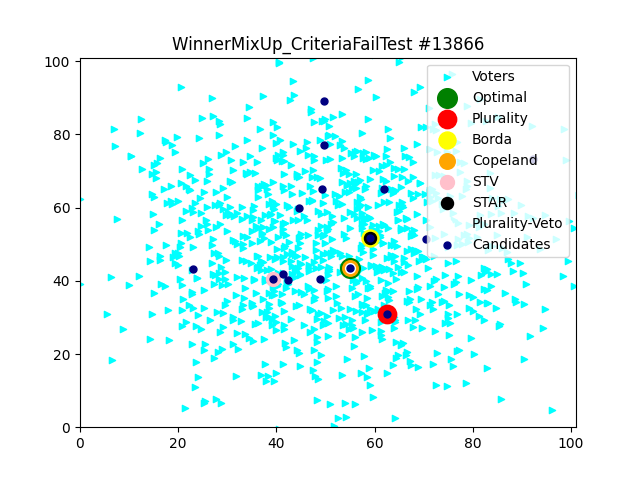 WinnerMixUp_CriteriaFailTest #13866
100
80
60
40
20
0
0 20 40 60 80 100
Voters
Optimal
Plurality
Borda
Copeland
STV
STAR
Plurality-Veto
Candidates